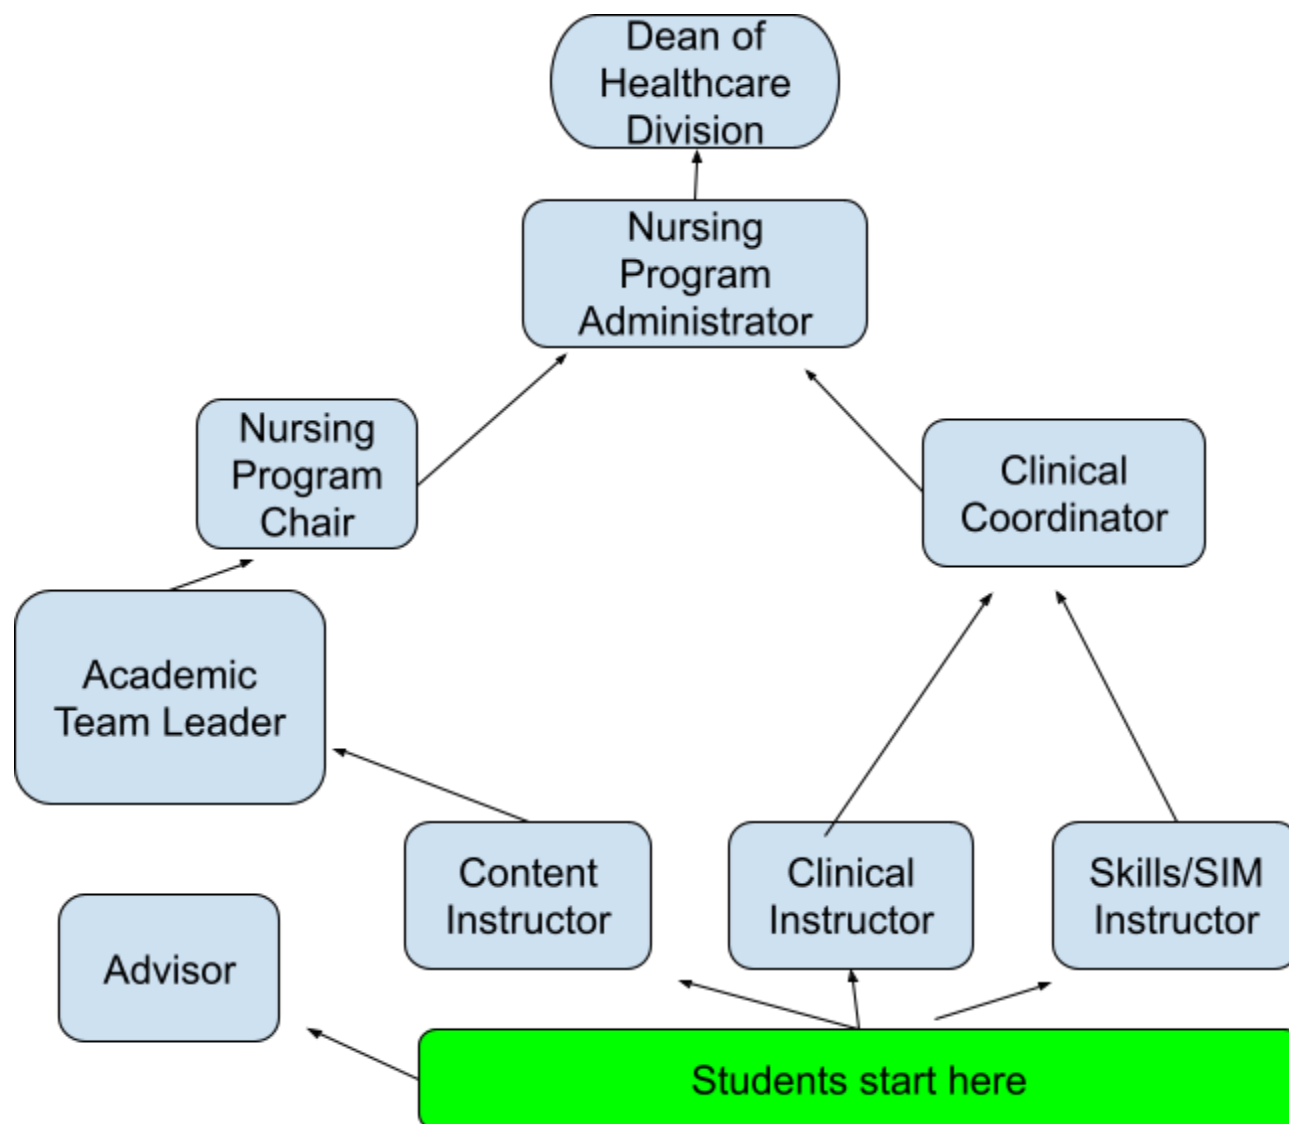 Dean of
Healthcare
Division
Nursing
Program
Administrator
Nursing
Program
Chair
Clinical
Coordinator
Academic
Team Leader
Content
Instructor
Clinical
Instructor
Skills/SIM
Instructor
Advisor
Students start here